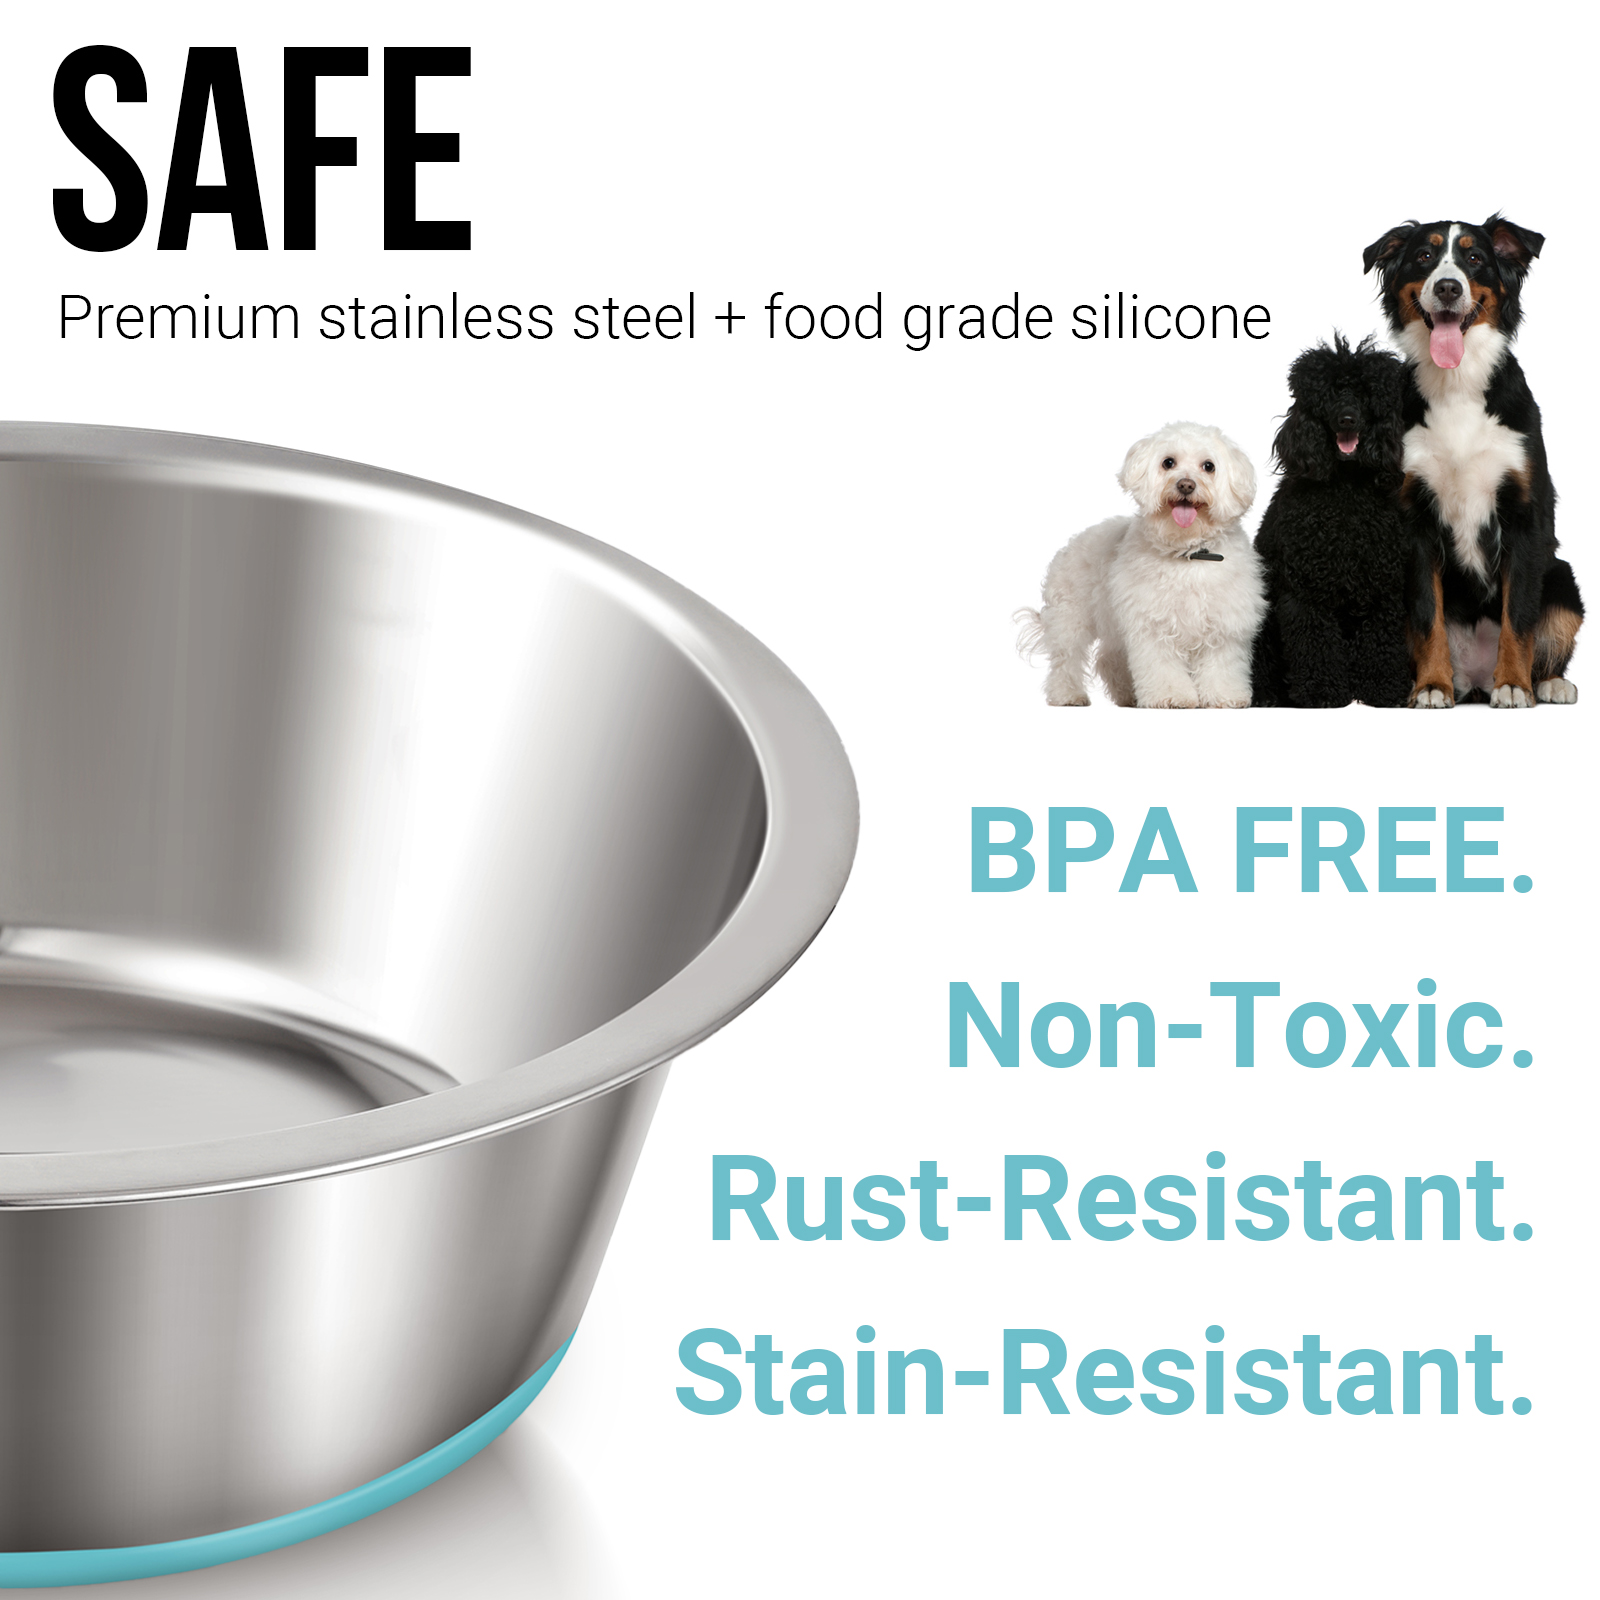 SAFE
Premium stainless steel + food grade silicone
BPA FREE.
Non-Toxic.
Rust-Resistant.
Stain-Resistant.